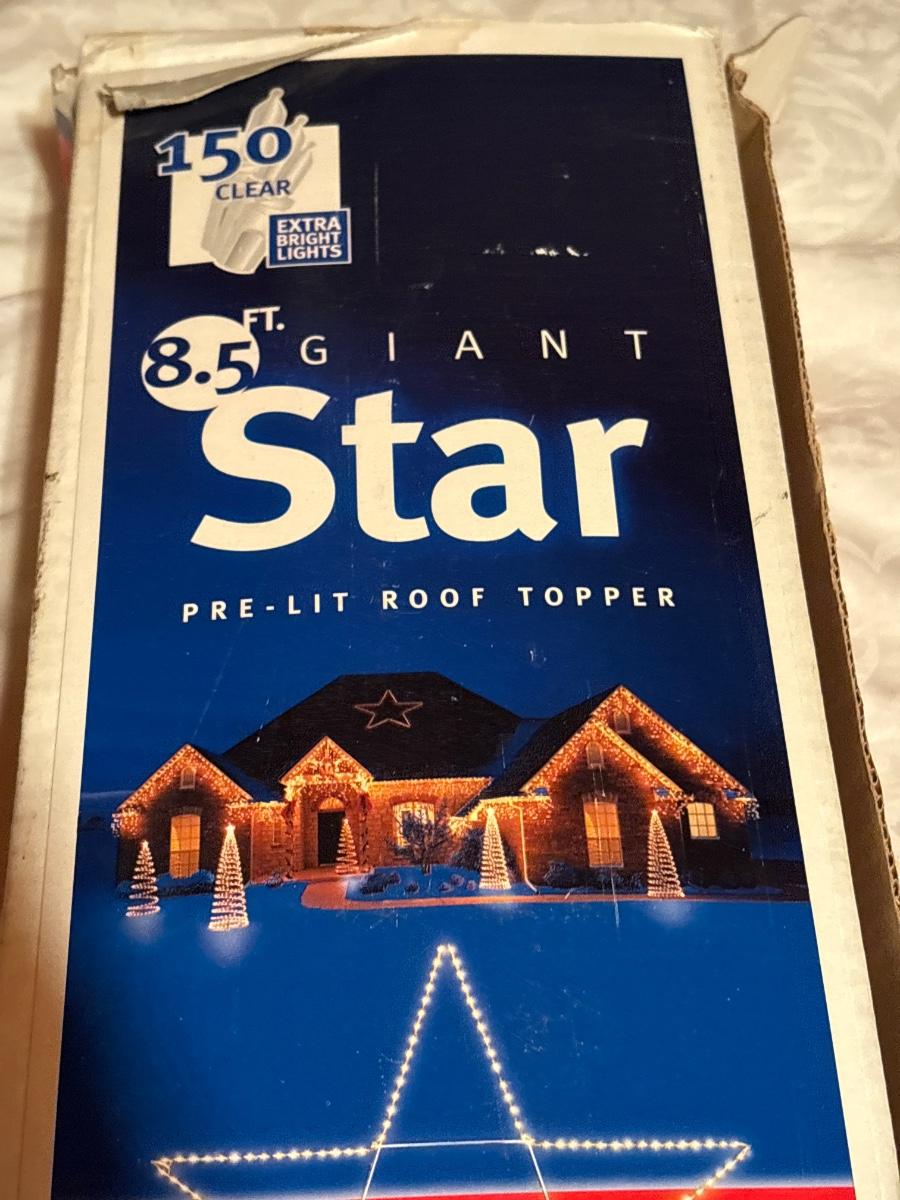 150
CLEAR
EXTRA
BRIGHT
LIGHTS
8.5 FT.
GIANT
Star
PRE-LIT ROOF TOPPER